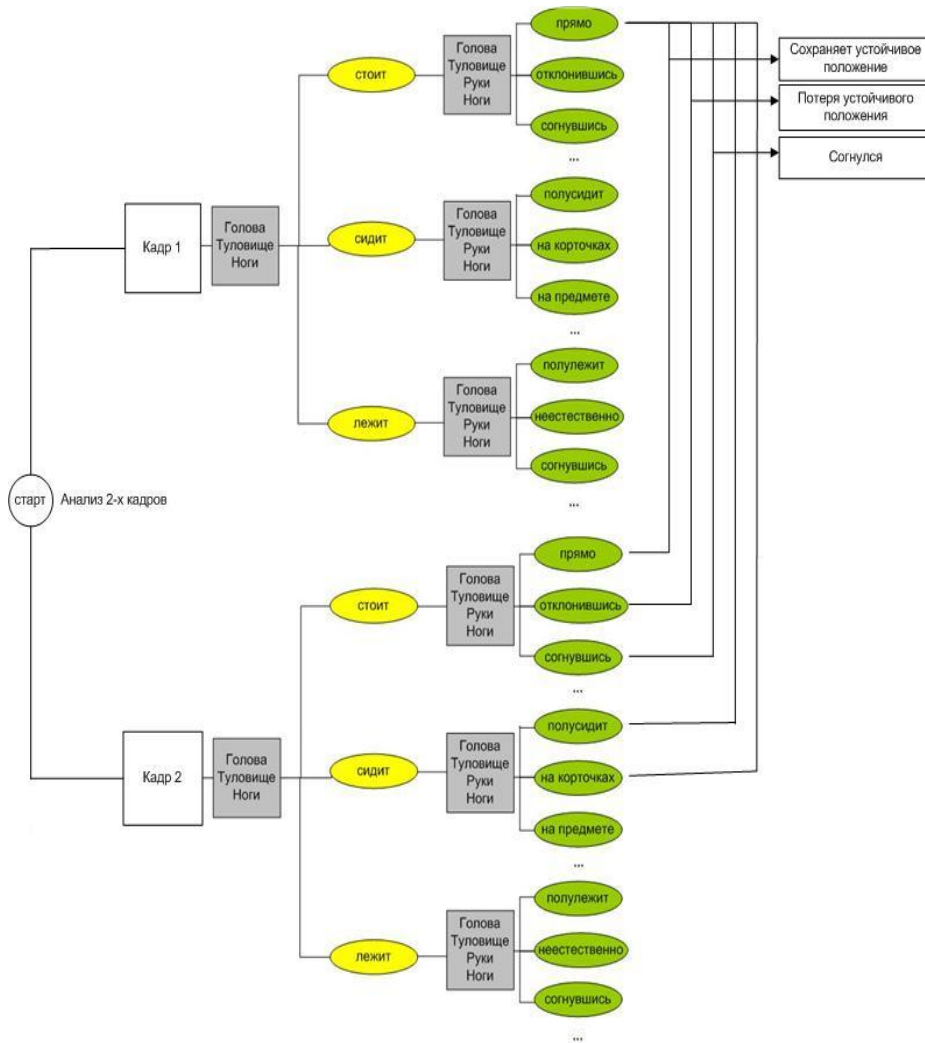 прямо
Голова
Туловище
Руки
Ноги
стоит
отклонившись
согнувшись
...
Сохраняет устойчивое
положение
Потеря устойчивого
положения
Согнулся
Кадр 1
Голова
Туловище
Ноги
сидит
Голова
Туловище
Руки
Ноги
полусидит
на корточках
на предмете
...
лежит
Голова
Туловище
Руки
Ноги
полулежит
неестественно
согнувшись
...
старт
Анализ 2-х кадров
стоит
Голова
Туловище
Руки
Ноги
прямо
отклонившись
согнувшись
...
Кадр 2
Голова
Туловище
Ноги
сидит
Голова
Туловище
Руки
Ноги
полусидит
на корточках
на предмете
...
лежит
Голова
Туловище
Руки
Ноги
полулежит
неестественно
согнувшись
...